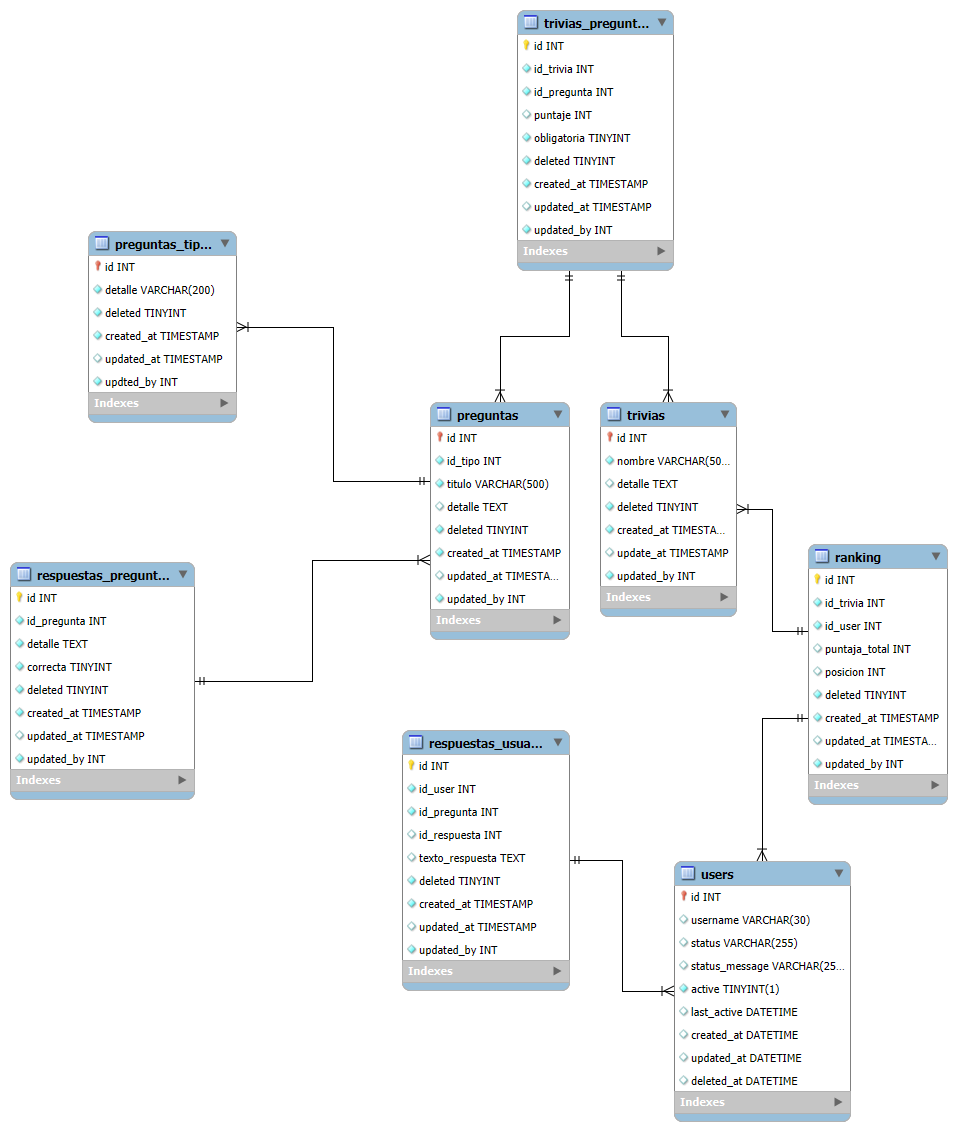 trivias_pregunt...
id INT
id_trivia INT
id_pregunta INT
puntaje INT
obligatoria TINYINT
deleted TINYINT
created_at TIMESTAMP
updated_at TIMESTAMP
updated_by INT
Indexes
preguntas_tip...
id INT
detalle VARCHAR(200)
deleted TINYINT
created_at TIMESTAMP
updated_at TIMESTAMP
updted_by INT
Indexes
preguntas
id INT
id_tipo INT
titulo VARCHAR(500)
detalle TEXT
deleted TINYINT
created_at TIMESTAMP
updated_at TIMESTA...
updated_by INT
Indexes
trivias
id INT
nombre VARCHAR(50...
detalle TEXT
deleted TINYINT
created_at TIMESTA...
update_at TIMESTAMP
updated_by INT
Indexes
ranking
id INT
id_trivia INT
id_user INT
puntaja_total INT
posicion INT
deleted TINYINT
created_at TIMESTAMP
updated_at TIMESTA...
updated_by INT
Indexes
respuestas_pregunt...
id INT
id_pregunta INT
detalle TEXT
correcta TINYINT
deleted TINYINT
created_at TIMESTAMP
updated_at TIMESTAMP
updated_by INT
Indexes
respuestas_usua...
id INT
id_user INT
id_pregunta INT
id_respuesta INT
texto_respuesta TEXT
deleted TINYINT
created_at TIMESTAMP
updated_at TIMESTAMP
updated_by INT
Indexes
users
id INT
username VARCHAR(30)
status VARCHAR(255)
status_message VARCHAR(25...
active TINYINT(1)
last_active DATETIME
created_at DATETIME
updated_at DATETIME
deleted_at DATETIME
Indexes